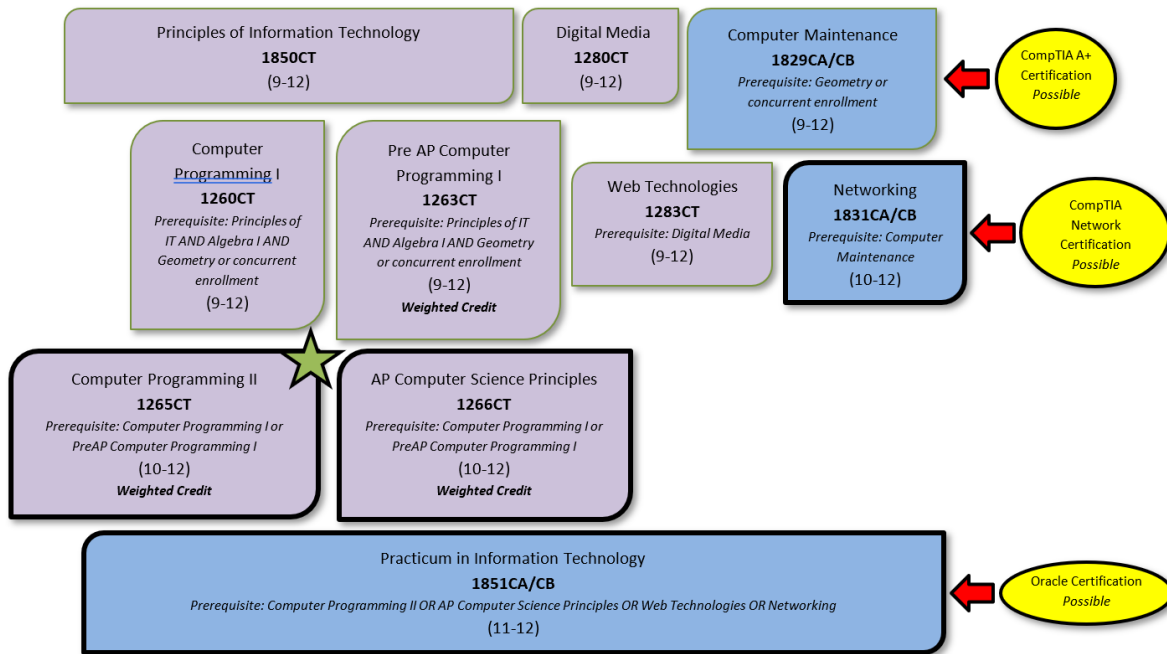 Principles of Information Technology
1850CT
(9-12)
Digital Media
1280CT
(9-12)
Computer Maintenance
1829CA/CB
Prerequisite: Geometry or
concurrent enrollment
(9-12)
CompTIA A+
Certification
Possible
Computer
Programming I
1260CT
Prerequisite: Principles of
IT AND Algebra I AND
Geometry or concurrent
enrollment
(9-12)
Pre AP Computer
Programming I
1263CT
Prerequisite: Principles of IT
AND Algebra I AND Geometry
or concurrent enrollment
(9-12)
Weighted Credit
Web Technologies
1283CT
Prerequisite: Digital Media
(9-12)
Networking
1831CA/CB
Prerequisite: Computer
Maintenance
(10-12)
CompTIA
Network
Certification
Possible
Computer Programming II
1265CT
Prerequisite: Computer Programming I or
PreAP Computer Programming I
(10-12)
Weighted Credit
AP Computer Science Principles
1266CT
Prerequisite: Computer Programming I or
PreAP Computer Programming I
(10-12)
Weighted Credit
Practicum in Information Technology
1851CA/CB
Prerequisite: Computer Programming II OR AP Computer Science Principles OR Web Technologies OR Networking
(11-12)
Oracle Certification
Possible